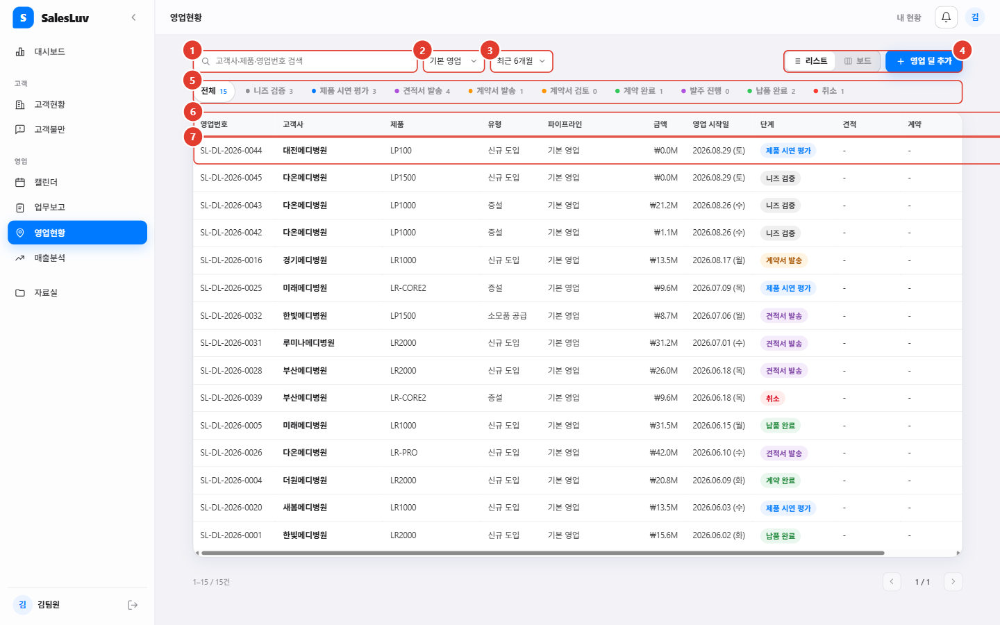 S SalesLuv
영업현황
내 현황
김
대시보드
고객
고객현황
고객불만
영업
캘린더
업무보고
영업현황
매출분석
자료실
김 김팀원
1 2 3 4
고객사·제품·영업번호 검색 기본 영업 최근 6개월 리스트 보드 + 영업 딜 추가
5
전체 15 니즈 검증 3 제품 시연 평가 3 견적서 발송 4 계약서 발송 1 계약서 검토 0 계약 완료 1 발주 진행 0 납품 완료 2 취소 1
6
영업번호 고객사 제품 유형 파이프라인 금액 영업 시작일 단계 견적 계약
7
SL-DL-2026-0044 대전메디병원 LP100 신규 도입 기본 영업 ₩0.0M 2026.08.29 (토) 제품 시연 평가 - -
SL-DL-2026-0045 다온메디병원 LP1500 신규 도입 기본 영업 ₩0.0M 2026.08.29 (토) 니즈 검증 - -
SL-DL-2026-0043 다온메디병원 LP1000 증설 기본 영업 ₩21.2M 2026.08.26 (수) 니즈 검증 - -
SL-DL-2026-0042 다온메디병원 LP1000 증설 기본 영업 ₩1.1M 2026.08.26 (수) 니즈 검증 - -
SL-DL-2026-0016 경기메디병원 LR1000 신규 도입 기본 영업 ₩13.5M 2026.08.17 (월) 계약서 발송 - -
SL-DL-2026-0025 미래메디병원 LR-CORE2 증설 기본 영업 ₩9.6M 2026.07.09 (목) 제품 시연 평가 - -
SL-DL-2026-0032 한빛메디병원 LP1500 소모품 공급 기본 영업 ₩8.7M 2026.07.06 (월) 견적서 발송 - -
SL-DL-2026-0031 루미나메디병원 LR2000 신규 도입 기본 영업 ₩31.2M 2026.07.01 (수) 견적서 발송 - -
SL-DL-2026-0028 부산메디병원 LR2000 신규 도입 기본 영업 ₩26.0M 2026.06.18 (목) 견적서 발송 - -
SL-DL-2026-0039 부산메디병원 LR-CORE2 증설 기본 영업 ₩9.6M 2026.06.18 (목) 취소 - -
SL-DL-2026-0005 미래메디병원 LR1000 신규 도입 기본 영업 ₩31.5M 2026.06.15 (월) 납품 완료 - -
SL-DL-2026-0026 다온메디병원 LR-PRO 신규 도입 기본 영업 ₩42.0M 2026.06.10 (수) 견적서 발송 - -
SL-DL-2026-0004 더원메디병원 LR2000 신규 도입 기본 영업 ₩20.8M 2026.06.09 (화) 계약 완료 - -
SL-DL-2026-0020 새봄메디병원 LR1000 신규 도입 기본 영업 ₩13.5M 2026.06.03 (수) 제품 시연 평가 - -
SL-DL-2026-0001 한빛메디병원 LR2000 신규 도입 기본 영업 ₩15.6M 2026.06.02 (화) 납품 완료 - -
1–15 / 15건 1 / 1